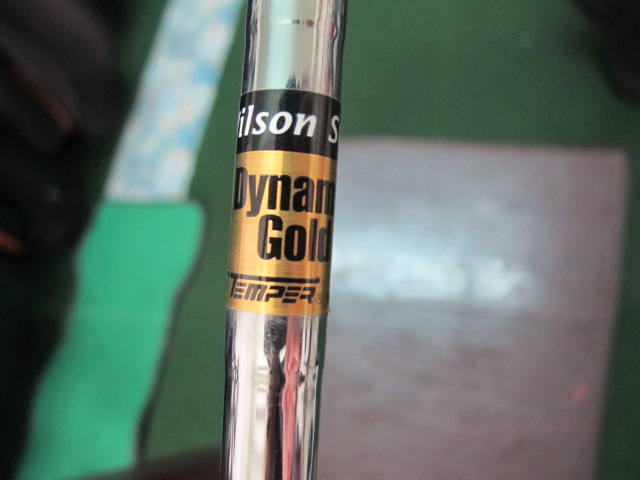 ilson S
Dynam
Gold
TEMPER®